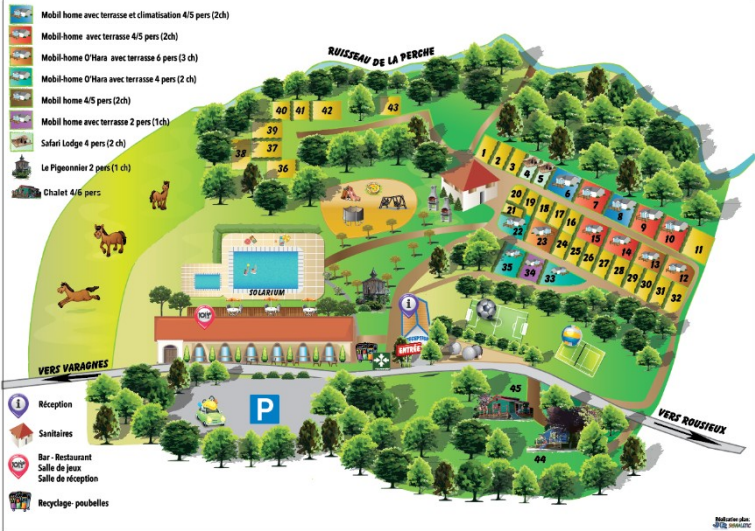 Mobil home avec terrasse et climatisation 4/5 pers (2ch)
Mobil-home avec terrasse 4/5 pers (2ch)
Mobil-home O'Hara avec terrasse 6 pers (3 ch)
Mobil-home O'Hara avec terrasse 4 pers (2 ch)
Mobil home 4/5 pers (2ch)
Mobil home avec terrasse 2 pers (1ch)
Safari Lodge 4 pers (2 ch)
Le Pigeonnier 2 pers (1 ch)
Chalet 4/6 pers
RUISSEAU DE LA PERCHE
40 41 42 43
39
38 37
36
1 2 3 4 5 6 7 8 9 10 11
20 19 18 17 16
21
22 23 24 25 15 26 27 14 28 29 13 30 31 12 32
35 34 33
SOLARIUM
i
RECEPTION
ENTRÉE
VERS VARAGNES
P
45
44
VERS ROUSIEUX
i
Réception
Sanitaires
Bar - Restaurant
Salle de jeux
Salle de réception
Recyclage- poubelles